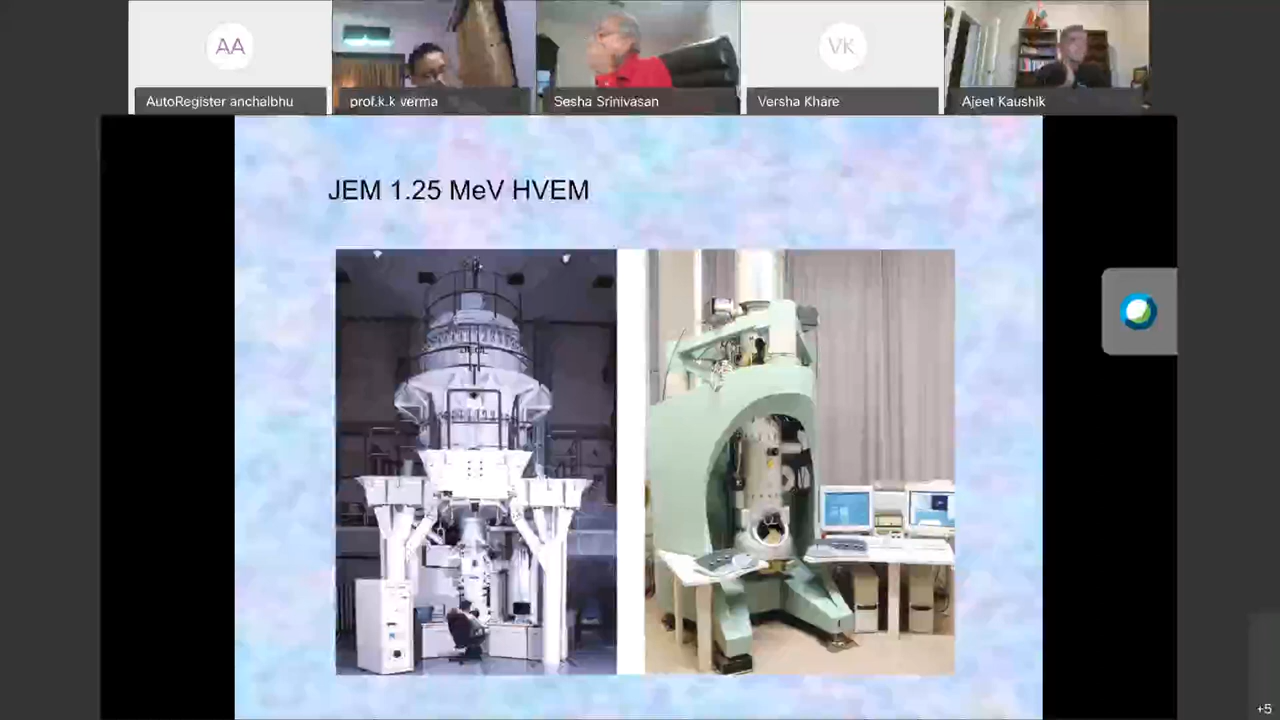 AA
AutoRegister anchalbhu
prof.k.k verma
Sesha Srinivasan
VK
Versha Khare
Ajeet Kaushik
JEM 1.25 MeV HVEM
+5